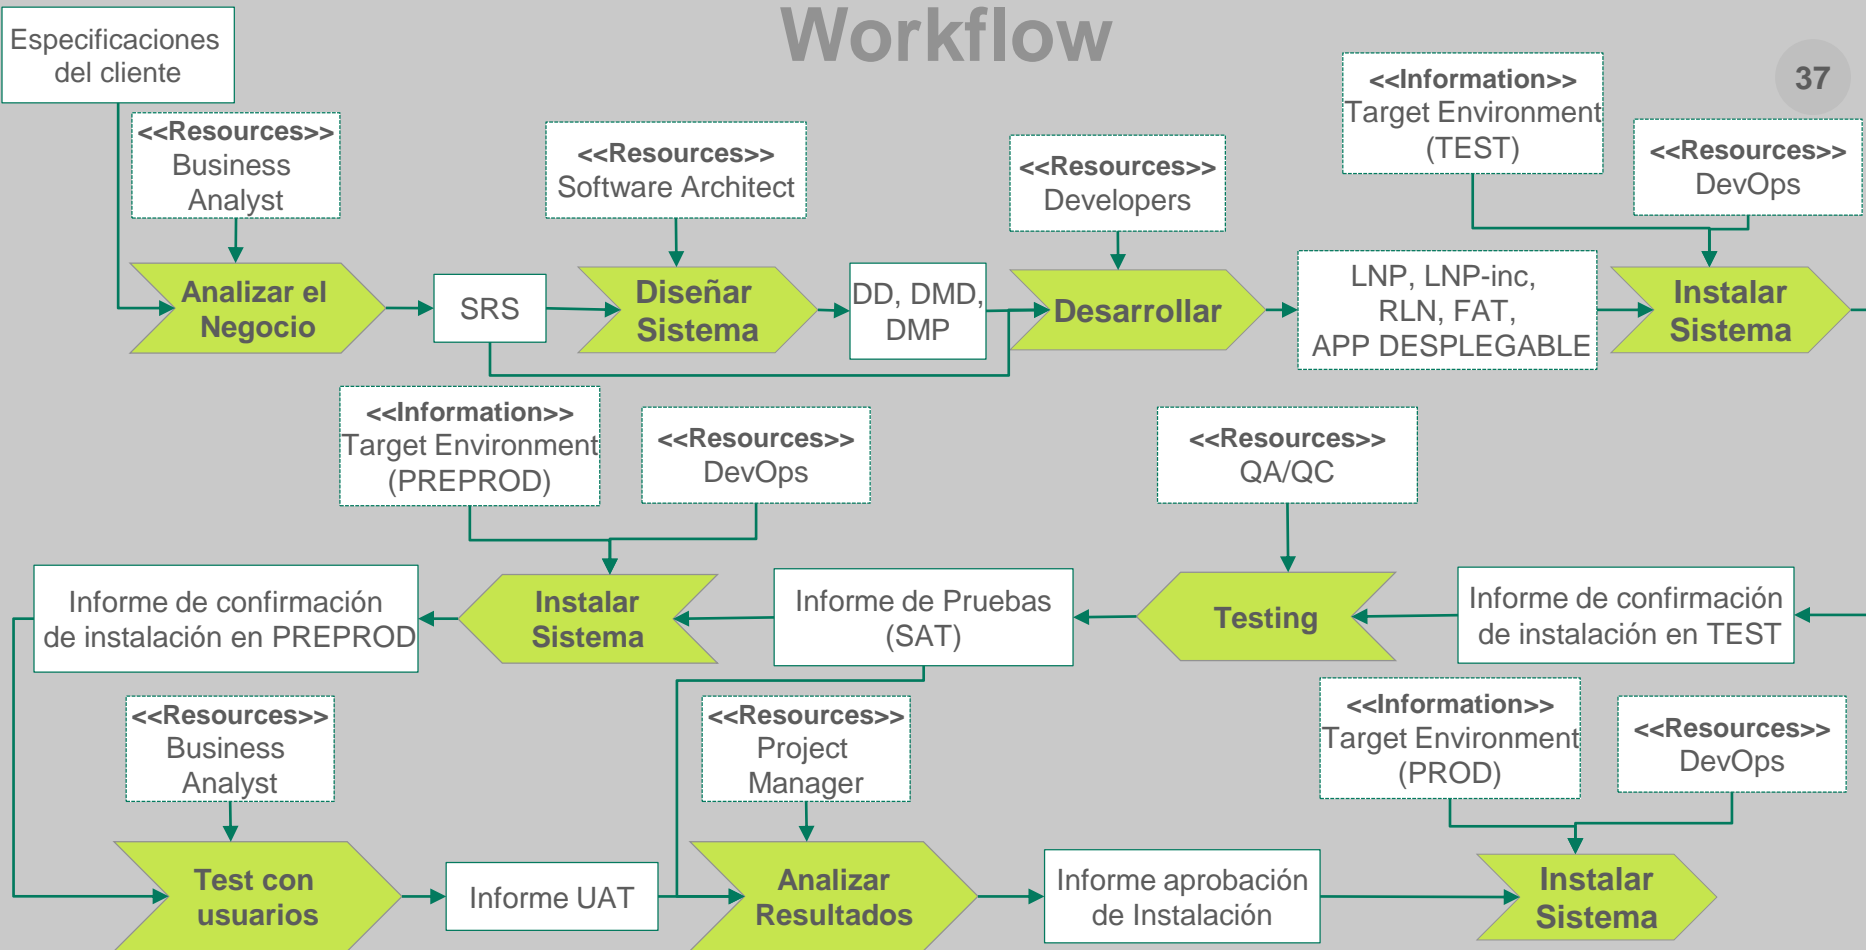 Workflow
37
Especificaciones
del cliente
<<Resources>>
Business
Analyst
<<Resources>>
Software Architect
<<Resources>>
Developers
<<Information>>
Target Environment
(TEST)
<<Resources>>
DevOps
Analizar el
Negocio
SRS
Diseñar
Sistema
DD, DMD,
DMP
Desarrollar
LNP, LNP-inc,
RLN, FAT,
APP DESPLEGABLE
Instalar
Sistema
<<Information>>
Target Environment
(PREPROD)
<<Resources>>
DevOps
<<Resources>>
QA/QC
Informe de confirmación
de instalación en PREPROD
Instalar
Sistema
Informe de Pruebas
(SAT)
Testing
Informe de confirmación
de instalación en TEST
<<Resources>>
Business
Analyst
<<Resources>>
Project
Manager
<<Information>>
Target Environment
(PROD)
<<Resources>>
DevOps
Test con
usuarios
Informe UAT
Analizar
Resultados
Informe aprobación
de Instalación
Instalar
Sistema